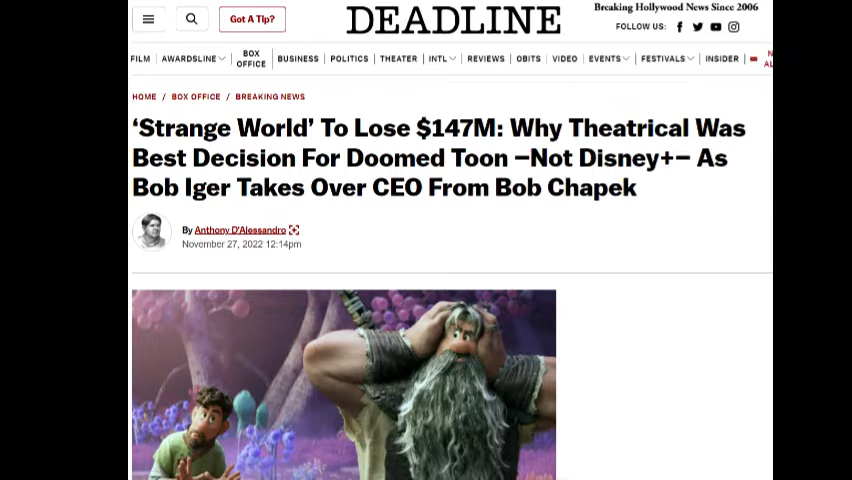 Got A TIp?
DEADLINE
Breaking Hollywood News Since 2006
FOLLOW US:
FILM
AWARDSLINE
BOX
OFFICE
BUSINESS
POLITICS
THEATER
INTL
REVIEWS
OBITS
VIDEO
EVENTS
FESTIVALS
INSIDER
HOME / BOX OFFICE / BREAKING NEWS
‘Strange World’ To Lose $147M: Why Theatrical Was
Best Decision For Doomed Toon —Not Disney+— As
Bob Iger Takes Over CEO From Bob Chapek
By Anthony D'Alessandro
November 27, 2022 12:14pm